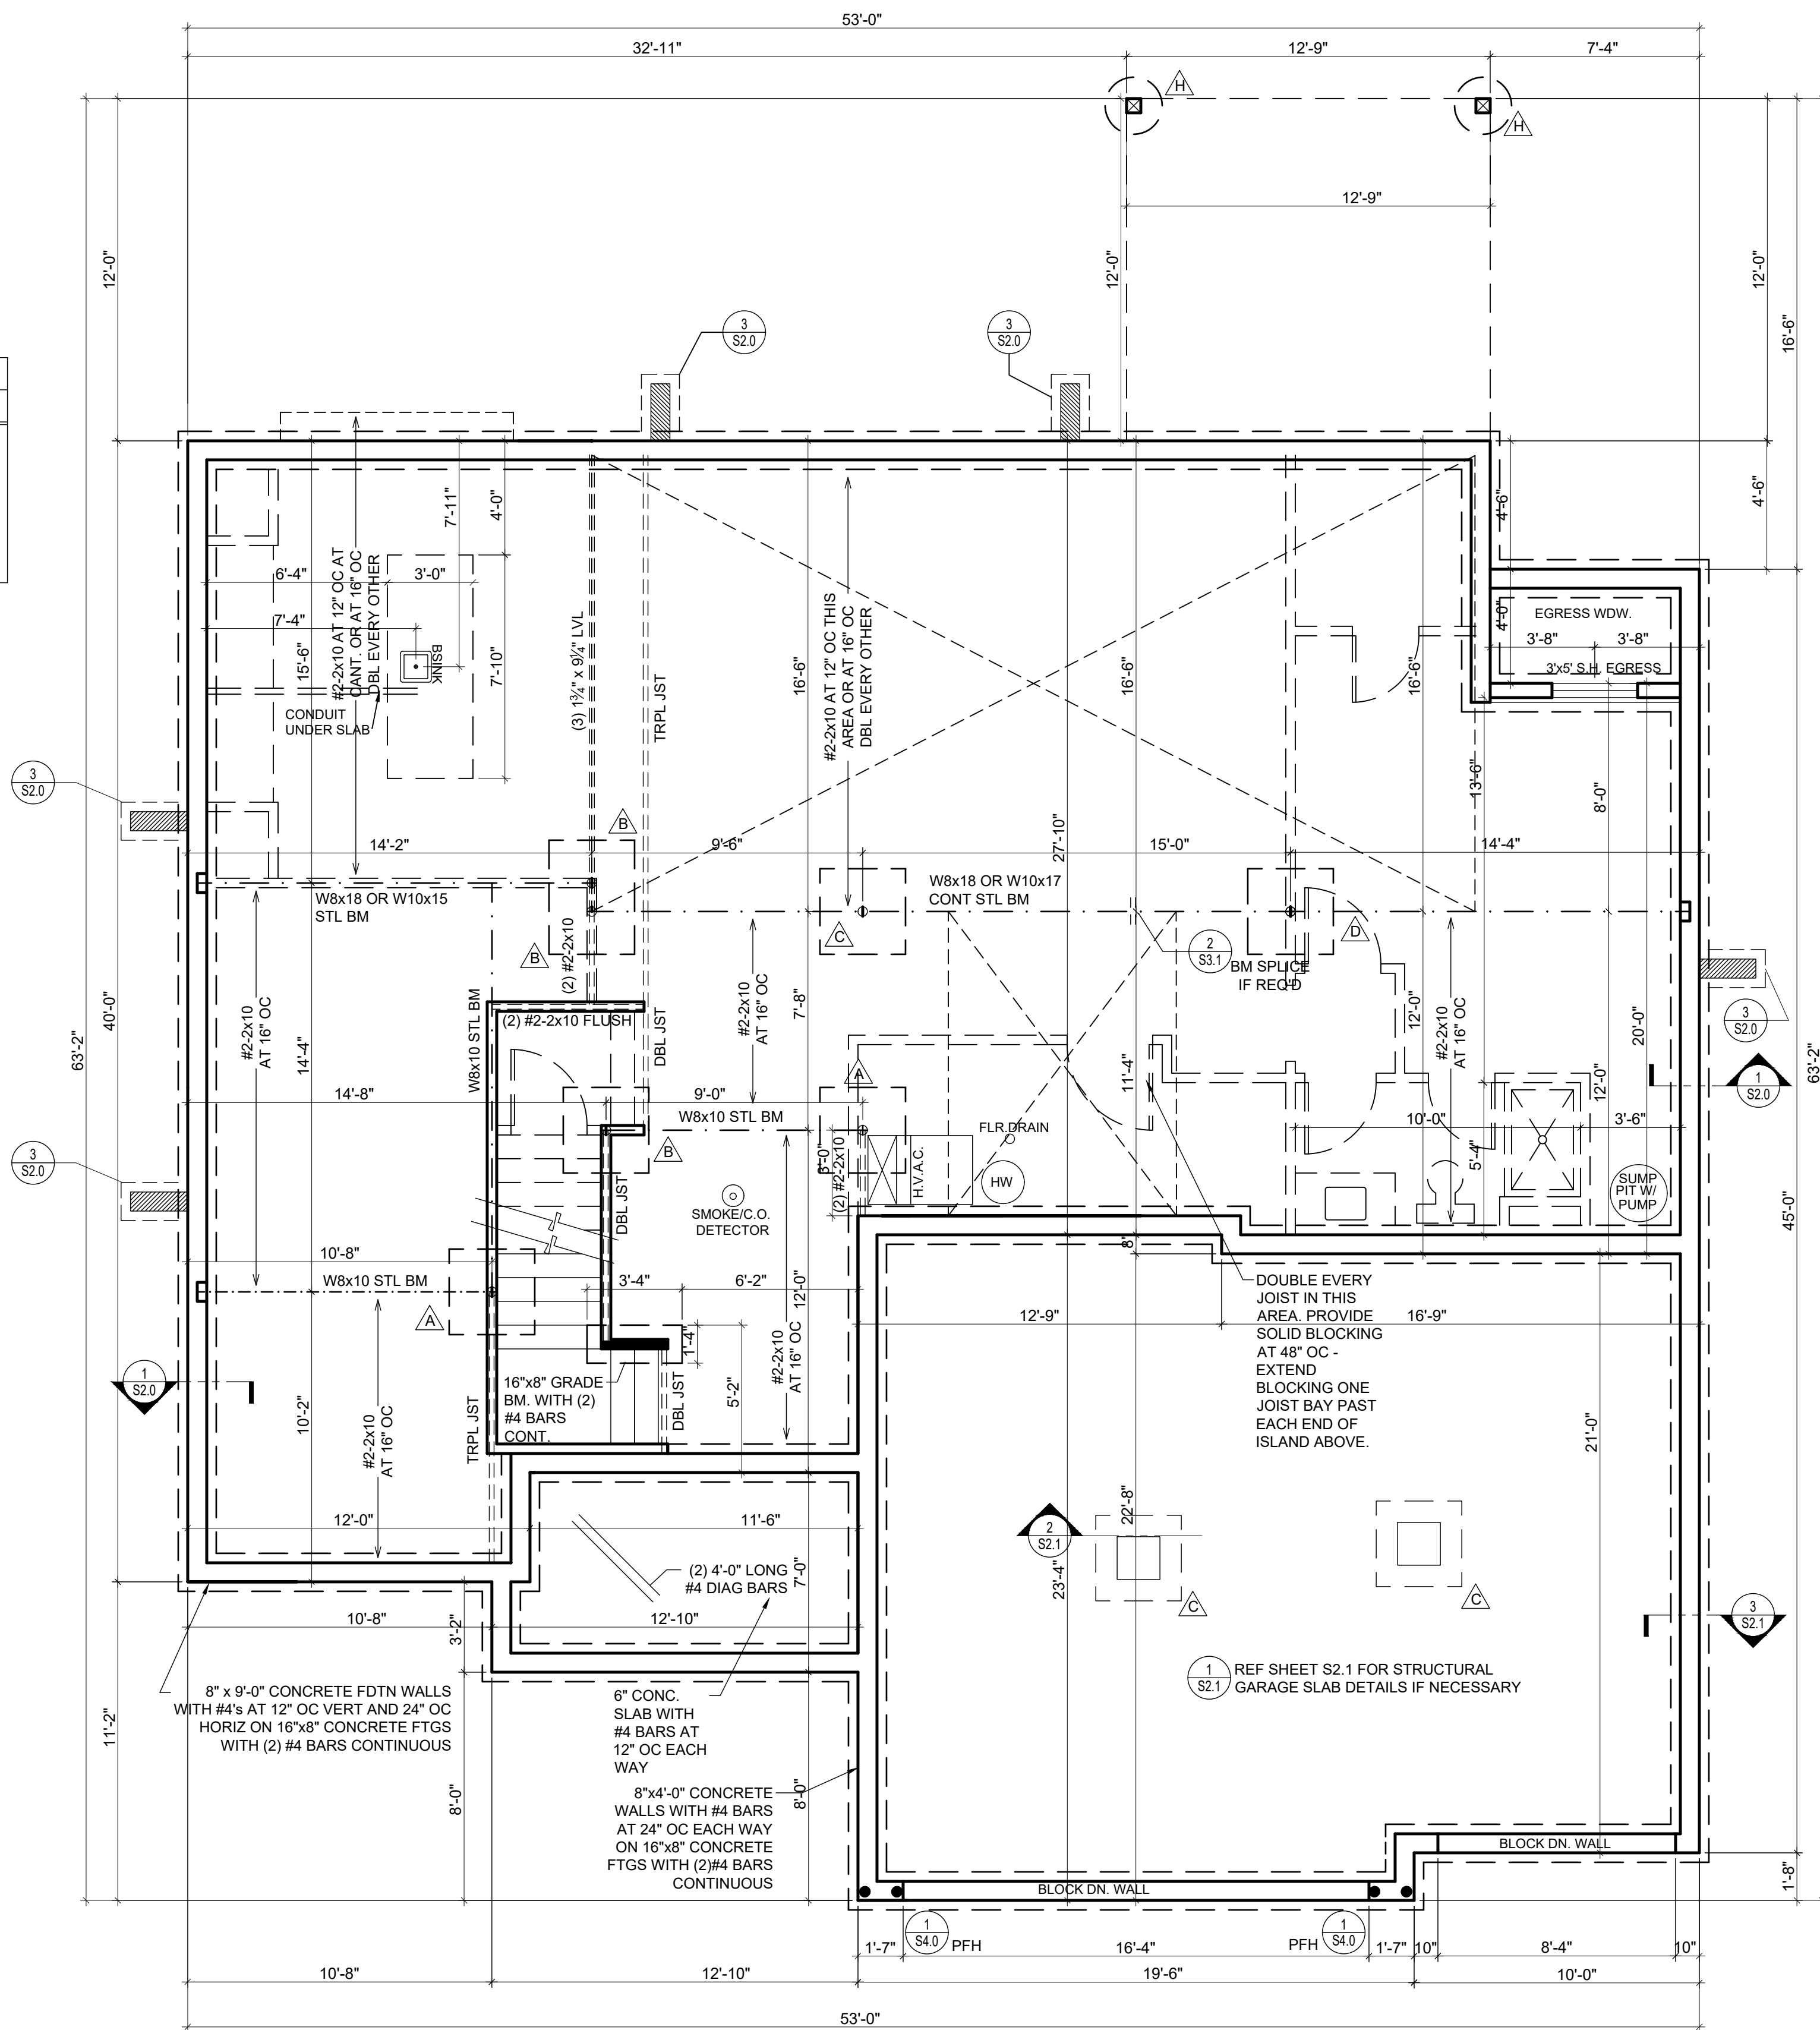 53'-0"
32'-11"
12'-9"
7'-4"
H
H
12'-9"
12'-0"
12'-0"
12'-0"
16'-6"
3
S2.0
3
S2.0
4'-6"
4'-6"
7'-11"
4'-0"
#2-2x10 AT 12" OC AT
CANT. OR AT 16" OC
DBL EVERY OTHER
6'-4"
3'-0"
7'-4"
15'-6"
BSINK
7'-10"
CONDUIT
UNDER SLAB
(3) 1¾" x 9¼" LVL
TRPL JST
16'-6"
#2-2x10 AT 12" OC THIS
AREA OR AT 16" OC
DBL EVERY OTHER
16'-6"
16'-6"
4'-0"
EGRESS WDW.
3'-8"
3'-8"
3'x5' S.H. EGRESS
13'-6"
8'-0"
3
S2.0
B
14'-2"
9'-6"
27'-10"
15'-0"
14'-4"
W8x18 OR W10x15
STL BM
W8x18 OR W10x17
CONT STL BM
B
C
D
(2) #2-2x10
2
S3.1
BM SPLICE
IF REQ'D
3
S2.0
40'-0"
63'-2"
#2-2x10
AT 16" OC
14'-4"
W8x10 STL BM
(2) #2-2x10 FLUSH
DBL JST
#2-2x10
AT 16" OC
7'-8"
12'-0"
#2-2x10
AT 16" OC
20'-0"
12'-0"
63'-2"
1
S2.0
A
14'-8"
9'-0"
11'-4"
W8x10 STL BM
FLR.DRAIN
10'-0"
3'-6"
B
3'-0"
(2) #2-2x10
H.V.A.C.
HW
5'-4"
SUMP
PIT W/
PUMP
3
S2.0
DBL JST
SMOKE/C.O.
DETECTOR
8"
45'-0"
10'-8"
W8x10 STL BM
A
3'-4"
6'-2"
12'-0"
#2-2x10
AT 16" OC
1'-4"
12'-9"
16'-9"
DOUBLE EVERY
JOIST IN THIS
AREA. PROVIDE
SOLID BLOCKING
AT 48" OC -
EXTEND
BLOCKING ONE
JOIST BAY PAST
EACH END OF
ISLAND ABOVE.
1
S2.0
10'-2"
#2-2x10
AT 16" OC
TRPL JST
16"x8" GRADE
BM. WITH (2)
#4 BARS
CONT.
DBL JST
5'-2"
21'-0"
12'-0"
11'-6"
22'-8"
2
S2.1
23'-4"
C
C
(2) 4'-0" LONG
#4 DIAG BARS
7'-0"
10'-8"
3'-2"
12'-10"
3
S2.1
1
S2.1
REF SHEET S2.1 FOR STRUCTURAL
GARAGE SLAB DETAILS IF NECESSARY
8" x 9'-0" CONCRETE FDTN WALLS
WITH #4's AT 12" OC VERT AND 24" OC
HORIZ ON 16"x8" CONCRETE FTGS
WITH (2) #4 BARS CONTINUOUS
6" CONC.
SLAB WITH
#4 BARS AT
12" OC EACH
WAY
11'-2"
8'-0"
8'-0"
8"x4'-0" CONCRETE
WALLS WITH #4 BARS
AT 24" OC EACH WAY
ON 16"x8" CONCRETE
FTGS WITH (2)#4 BARS
CONTINUOUS
BLOCK DN. WALL
BLOCK DN. WALL
1'-8"
1'-7"
1
S4.0
PFH
16'-4"
PFH
1
S4.0
1'-7"
10"
8'-4"
10"
10'-8"
12'-10"
19'-6"
10'-0"
53'-0"